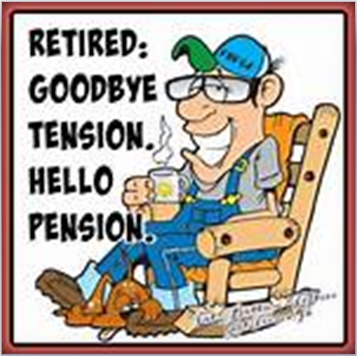 RETIRED:
GOODBYE
TENSION.
HELLO
PENSION.